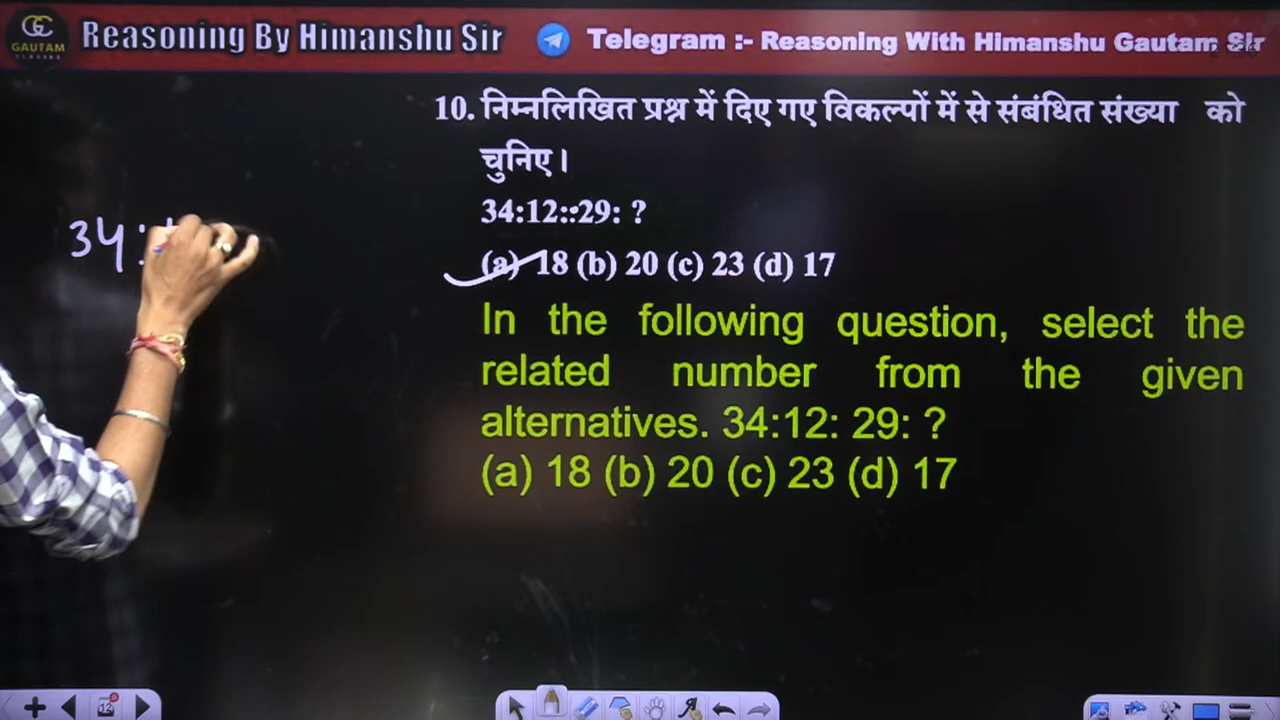 GC
GAUTAM
CLASSES
Reasoning By Himanshu Sir
Telegram :- Reasoning With Himanshu Gautam Sir
10. निम्नलिखित प्रश्न में दिए गए विकल्पों में से संबंधित संख्या को
चुनिए।
34:12::29: ?
(a) 18 (b) 20 (c) 23 (d) 17
34:
In the following question, select the
related number from the given
alternatives. 34:12: 29: ?
(a) 18 (b) 20 (c) 23 (d) 17
12